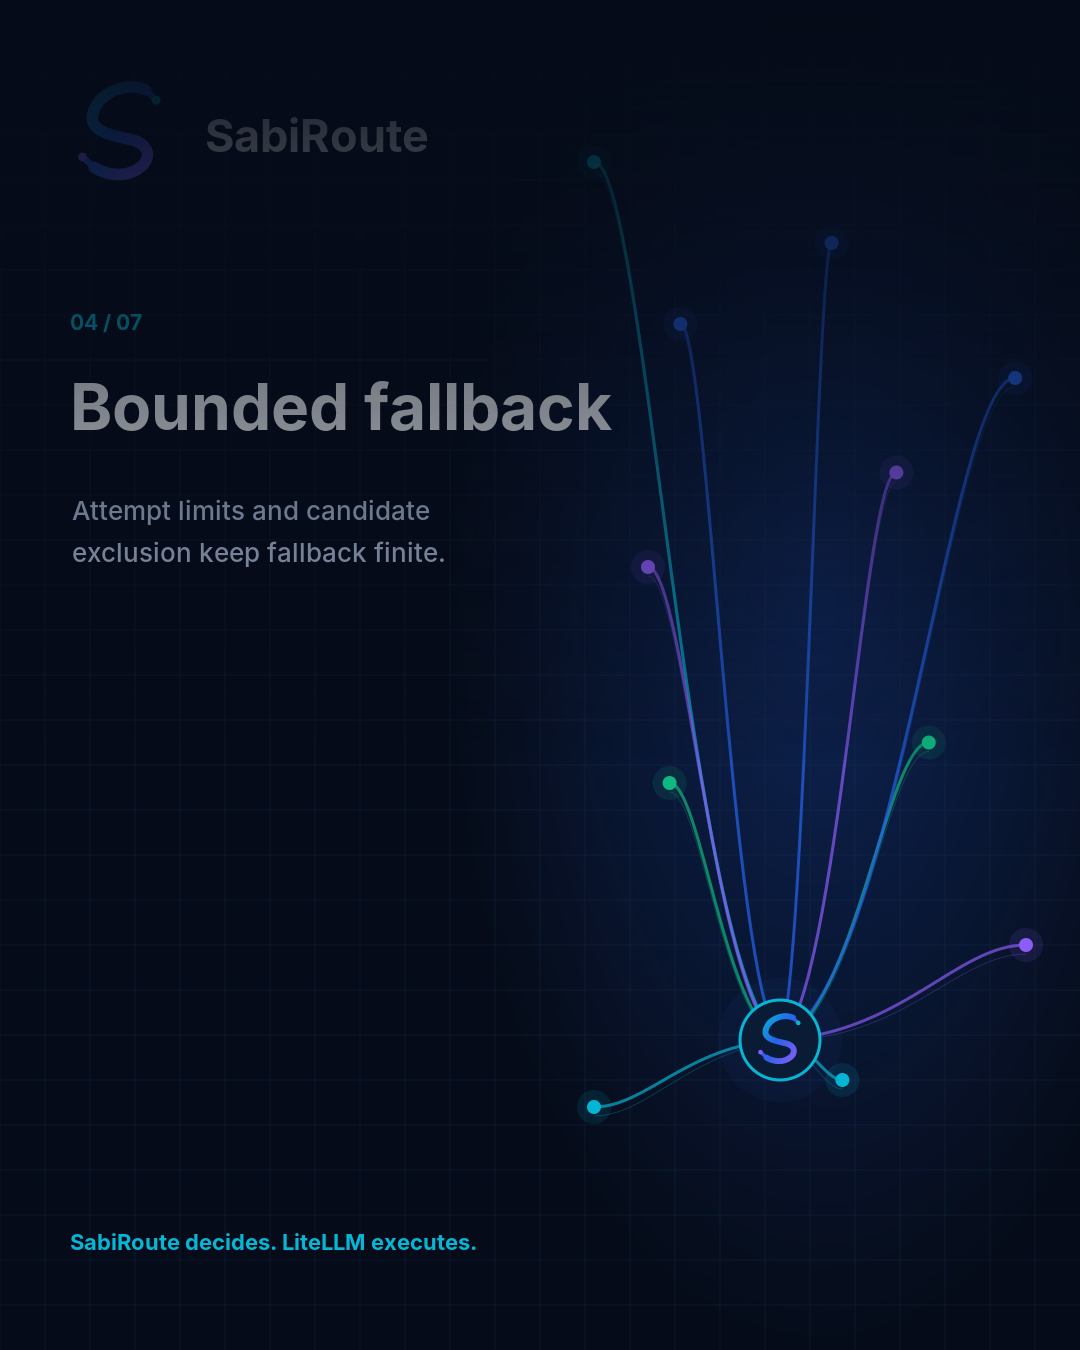 SabiRoute
04 / 07
Bounded fallback
Attempt limits and candidate
exclusion keep fallback finite.
SabiRoute decides. LiteLLM executes.